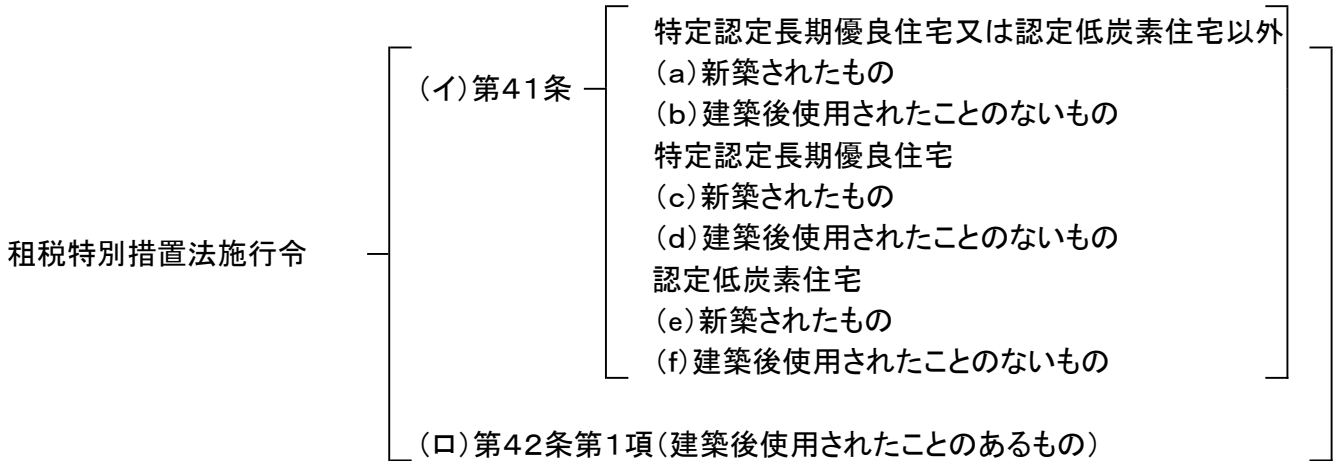 特定認定長期優良住宅又は認定低炭素住宅以外
(イ)第41条
(a)新築されたもの
(b)建築後使用されたことのないもの
特定認定長期優良住宅
(c)新築されたもの
(d)建築後使用されたことのないもの
租税特別措置法施行令
認定低炭素住宅
(e)新築されたもの
(f)建築後使用されたことのないもの
(ロ)第42条第1項(建築後使用されたことのあるもの)